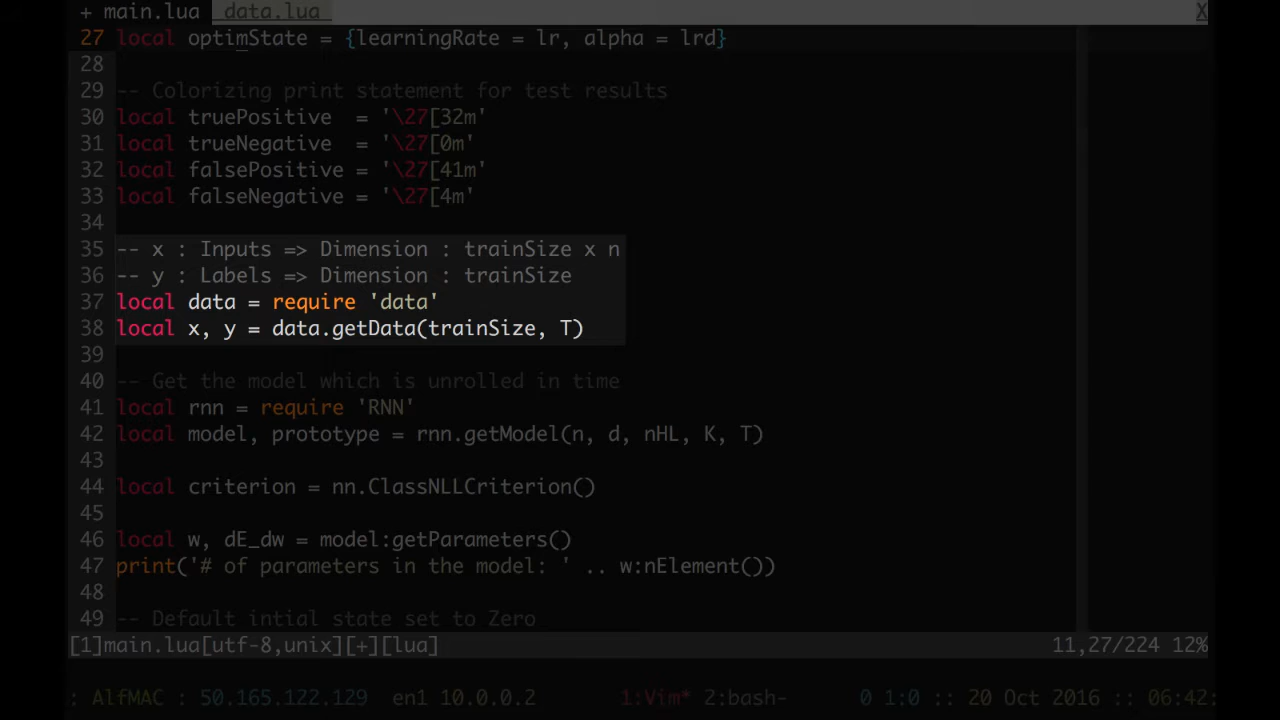 + main.lua  data.lua X
27 local optimState = {learningRate = lr, alpha = lrd}
28
29 -- Colorizing print statement for test results
30 local truePositive  = '\27[32m'
31 local trueNegative  = '\27[0m'
32 local falsePositive = '\27[41m'
33 local falseNegative = '\27[4m'
34
35 -- x : Inputs => Dimension : trainSize x n
36 -- y : Labels => Dimension : trainSize
37 local data = require 'data'
38 local x, y = data.getData(trainSize, T)
39
40 -- Get the model which is unrolled in time
41 local rnn = require 'RNN'
42 local model, prototype = rnn.getModel(n, d, nHL, K, T)
43
44 local criterion = nn.ClassNLLCriterion()
45
46 local w, dE_dw = model:getParameters()
47 print('# of parameters in the model: ' .. w:nElement())
48
49 -- Default intial state set to Zero
[1]main.lua[utf-8,unix][+][lua] 11,27/224 12%
: AlfMAC : 50.165.122.129  en1 10.0.0.2 1:Vim* 2:bash- 0 1:0 :: 20 Oct 2016 :: 06:42: